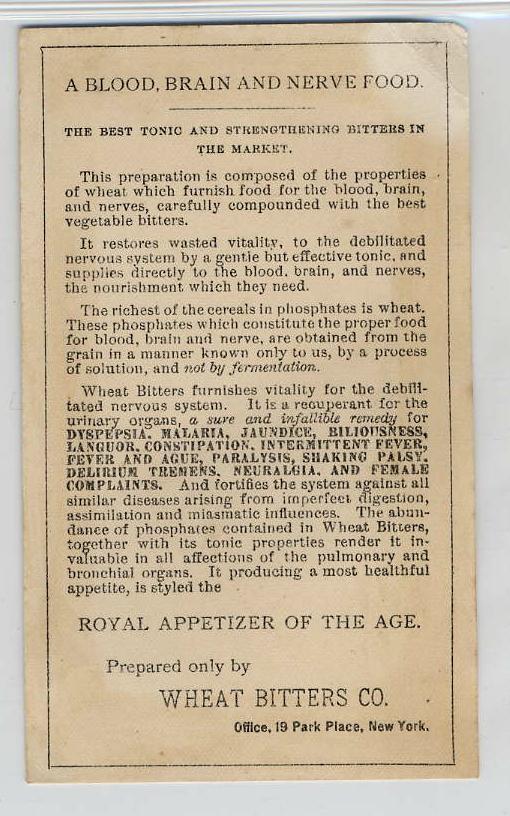 A BLOOD, BRAIN AND NERVE FOOD.
THE BEST TONIC AND STRENGTHENING BITTERS IN
THE MARKET.
This preparation is composed of the properties
of wheat which furnish food for the blood, brain,
and nerves, carefully compounded with the best
vegetable bitters.
It restores wasted vitality, to the debilitated
nervous system by a gentle but effective tonic, and
supplies directly to the blood. brain, and nerves,
the nourishment which they need.
The richest of the cereals in phosphates is wheat.
These phosphates which constitute the proper food
for blood, brain and nerve, are obtained from the
grain in a manner known only to us, by a process
of solution, and not by fermentation.
Wheat Bitters furnishes vitality for the debili-
tated nervous system. It is a recuperant for the
urinary organs, a sure and infallible remedy for
DYSPEPSIA, MALARIA, JAUNDICE, BILIOUSNESS,
LANGUOR, CONSTIPATION, INTERMITTENT FEVER,
FEVER AND AGUE, PARALYSIS, SHAKING PALSY,
DELIRIUM TREMENS, NEURALGIA, AND FEMALE
COMPLAINTS. And fortifies the system against all
similar diseases arising from imperfect digestion,
assimilation and miasmatic influences. The abun-
dance of phosphates contained in Wheat Bitters,
together with its tonic properties render it in-
valuable in all affections of the pulmonary and
bronchial organs. It producing a most healthful
appetite, is styled the
ROYAL APPETIZER OF THE AGE.
Prepared only by
WHEAT BITTERS CO.
Office, 19 Park Place, New York.